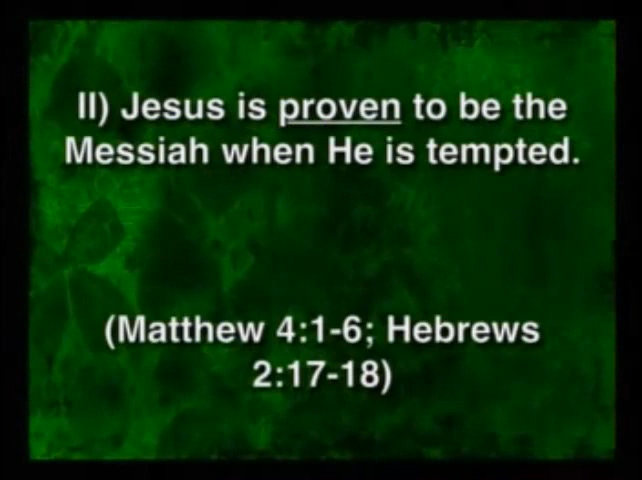 II) Jesus is proven to be the
Messiah when He is tempted.
(Matthew 4:1-6; Hebrews
2:17-18)